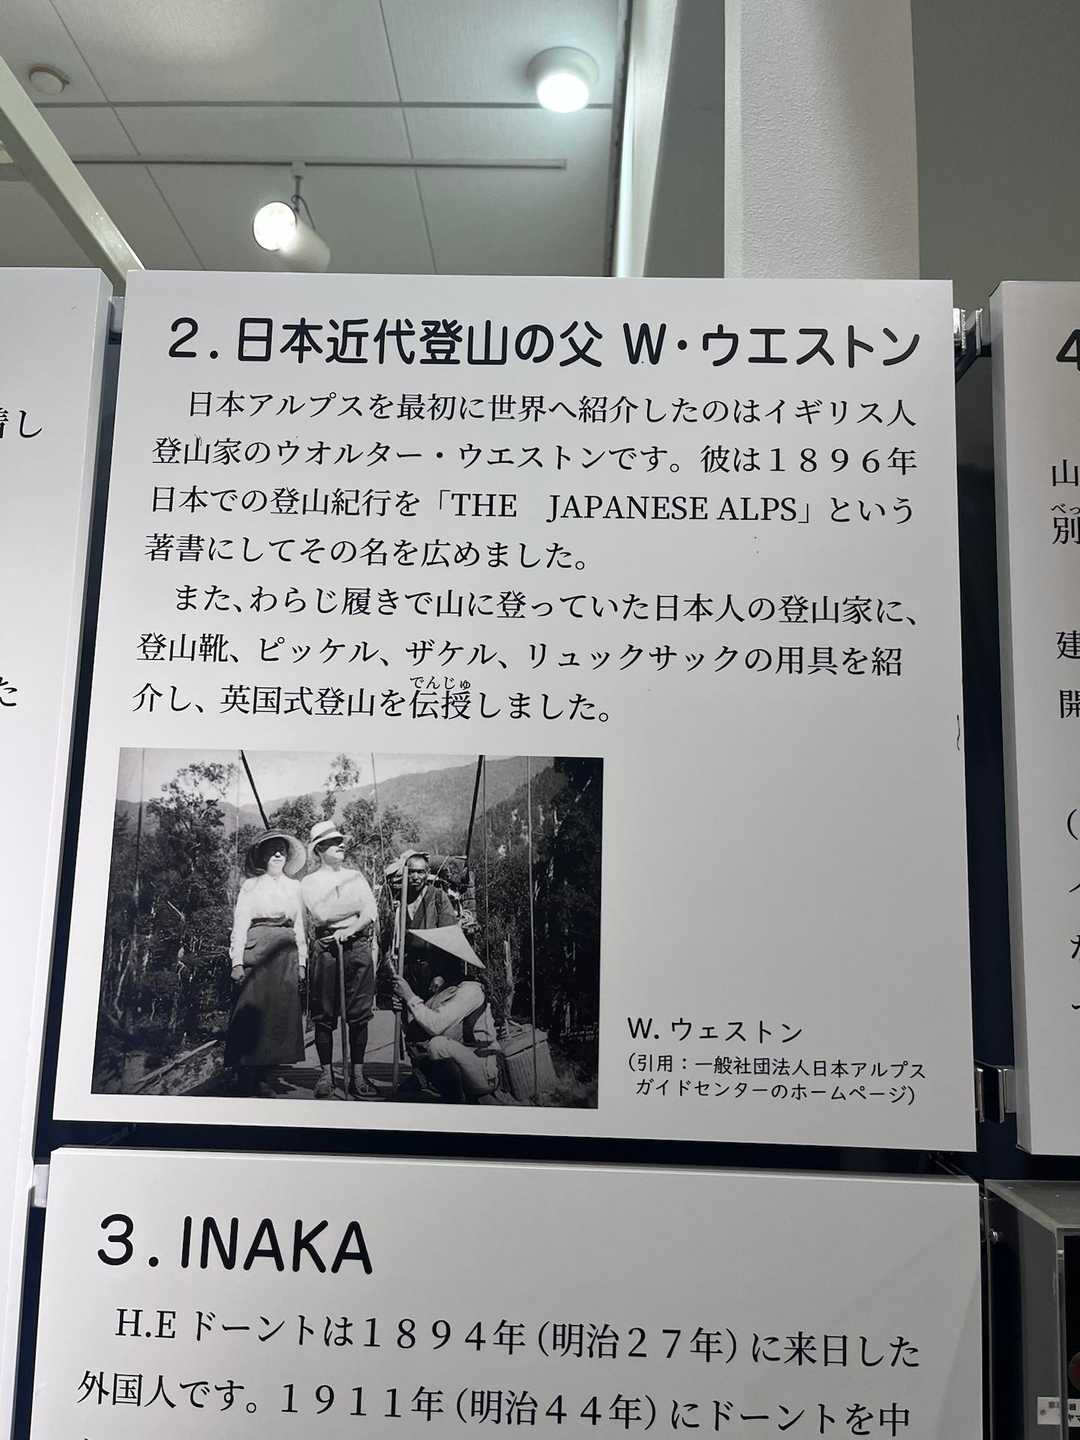 着し
た
2.日本近代登山の父 W・ウエストン
日本アルプスを最初に世界へ紹介したのはイギリス人
登山家のウオルター・ウエストンです。彼は１８９６年
日本での登山紀行を「THE JAPANESE ALPS」という
著書にしてその名を広めました。
また、わらじ履きで山に登っていた日本人の登山家に、
登山靴、ピッケル、ザケル、リュックサックの用具を紹
でんじゅ
介し、英国式登山を伝授しました。
W. ウェストン
（引用：一般社団法人日本アルプス
ガイドセンターのホームページ）
3.INAKA
H.E ドーントは１８９４年（明治２７年）に来日した
外国人です。１９１１年（明治４４年）にドーントを中
4
山
べっ
別
建
開